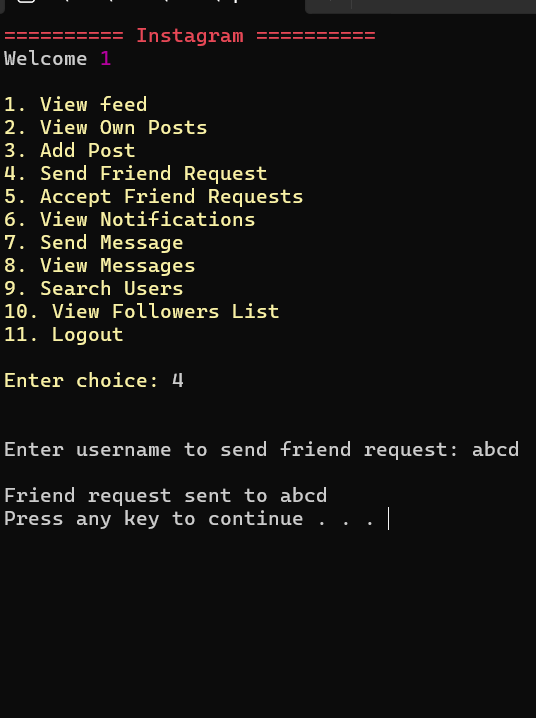 ========== Instagram ==========
Welcome 1
1. View feed
2. View Own Posts
3. Add Post
4. Send Friend Request
5. Accept Friend Requests
6. View Notifications
7. Send Message
8. View Messages
9. Search Users
10. View Followers List
11. Logout
Enter choice: 4
Enter username to send friend request: abcd
Friend request sent to abcd
Press any key to continue . . .